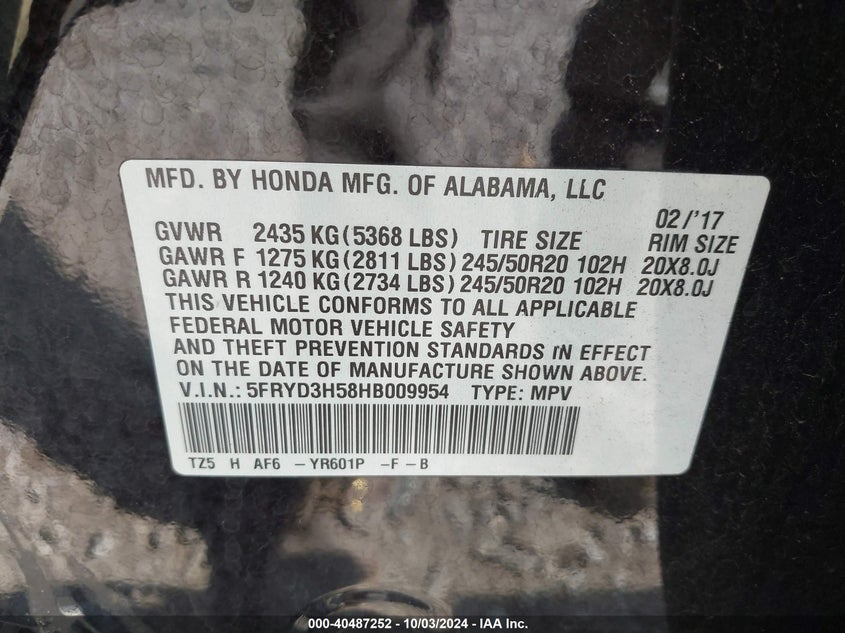 MFD. BY HONDA MFG. OF ALABAMA, LLC
02/'17
GVWR 2435 KG (5368 LBS) TIRE SIZE RIM SIZE
GAWR F 1275 KG (2811 LBS) 245/50R20 102H 20X8.0J
GAWR R 1240 KG (2734 LBS) 245/50R20 102H 20X8.0J
THIS VEHICLE CONFORMS TO ALL APPLICABLE
FEDERAL MOTOR VEHICLE SAFETY
AND THEFT PREVENTION STANDARDS IN EFFECT
ON THE DATE OF MANUFACTURE SHOWN ABOVE.
V.I.N.: 5FRYD3H58HB009954 TYPE: MPV
TZ5 H AF6 -YR601P -F-B
000-40487252 - 10/03/2024 - IAA Inc.